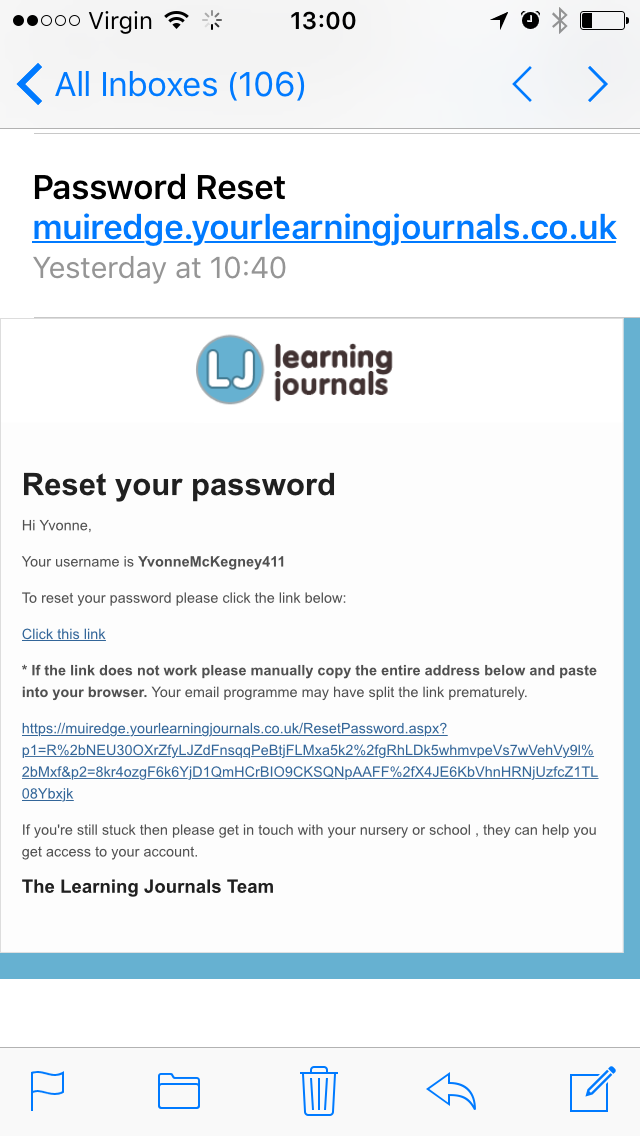 Virgin 13:00
All Inboxes (106)
Password Reset
muiredge.yourlearningjournals.co.uk
Yesterday at 10:40
LJ learning
journals
Reset your password
Hi Yvonne,
Your username is YvonneMcKegney411
To reset your password please click the link below:
Click this link
* If the link does not work please manually copy the entire address below and paste
into your browser. Your email programme may have split the link prematurely.
https://muiredge.yourlearningjournals.co.uk/ResetPassword.aspx?
p1=R%2bNEU30OXrZfyLJZdFnsqqPeBtjFLMxa5k2%2fgRhLDk5whmvpeVs7wVehVy9l%
2bMxf&p2=8kr4ozgF6k6YjD1QmHCrBIO9CKSQNpAAFF%2fX4JE6KbVhnHRNjUzfcZ1TL
08Ybxjk
If you're still stuck then please get in touch with your nursery or school , they can help you
get access to your account.
The Learning Journals Team